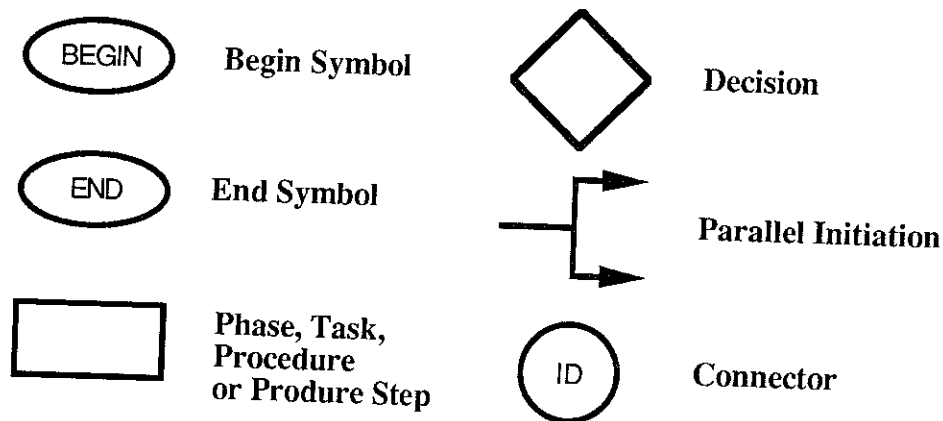 BEGIN
Begin Symbol
END
End Symbol
Phase, Task,
Procedure
or Produre Step
Decision
Parallel Initiation
ID
Connector